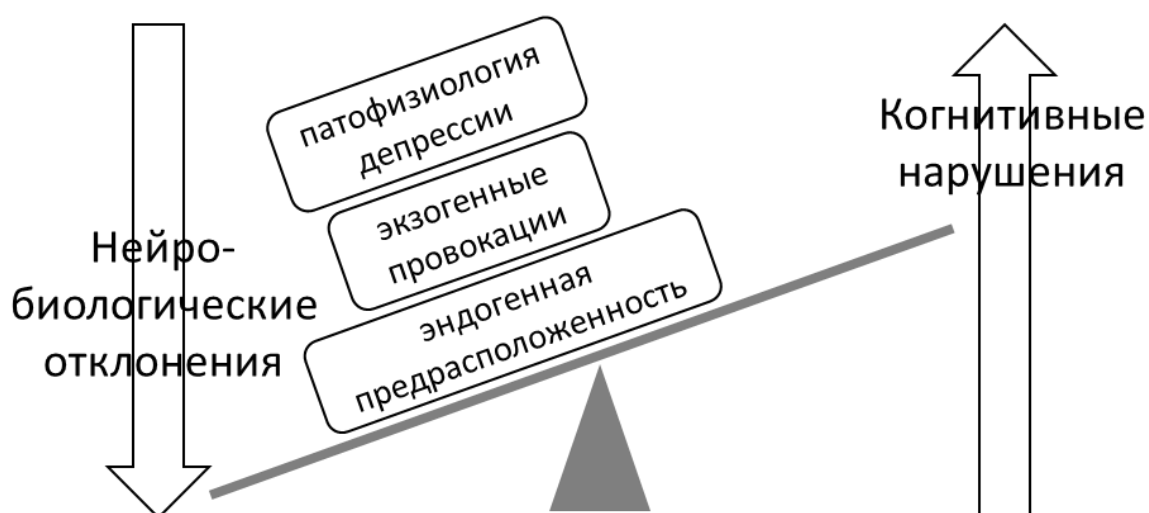 патофизиология
депрессии
экзогенные
провокации
эндогенная
предрасположенность
Нейро-
биологические
отклонения
Когнитивные
нарушения